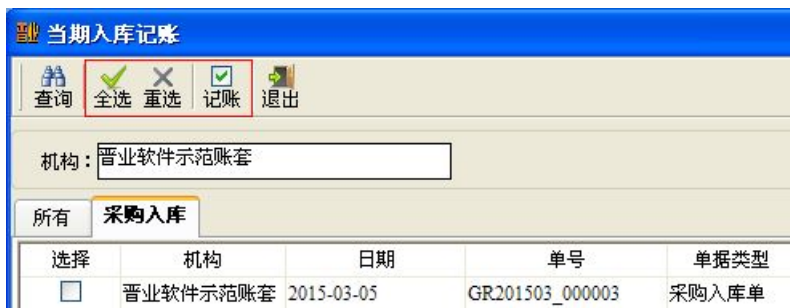 晋业 当期入库记账
查询 全选 重选 记账 退出
机构：晋业软件示范账套
所有 采购入库
选择 机构 日期 单号 单据类型
晋业软件示范账套 2015-03-05 GR201503_000003 采购入库单